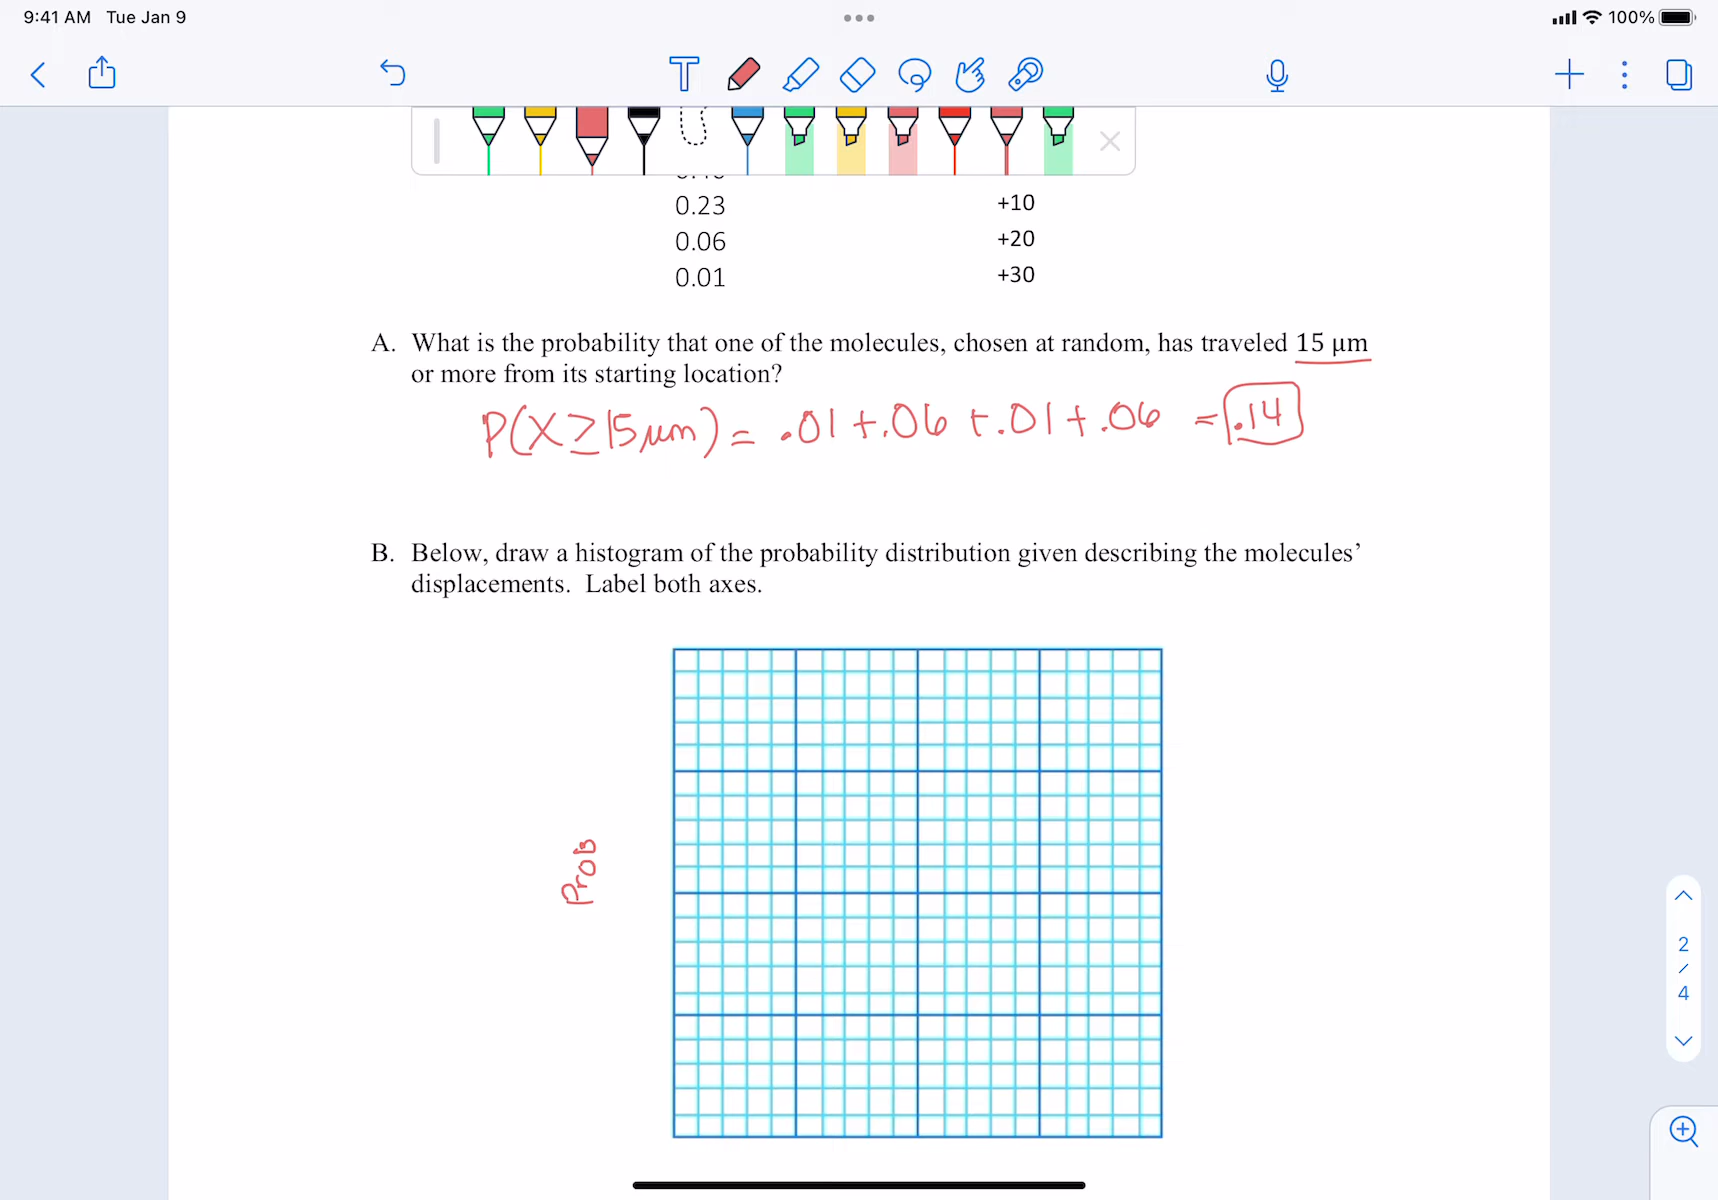 9:41 AM Tue Jan 9
100%
T
0.23 +10
0.06 +20
0.01 +30
A. What is the probability that one of the molecules, chosen at random, has traveled 15 μm
or more from its starting location?
P(X ≥ 15 μm) = .01 + .06 + .01 + .06 = .14
B. Below, draw a histogram of the probability distribution given describing the molecules’
displacements. Label both axes.
Prob
2
/
4